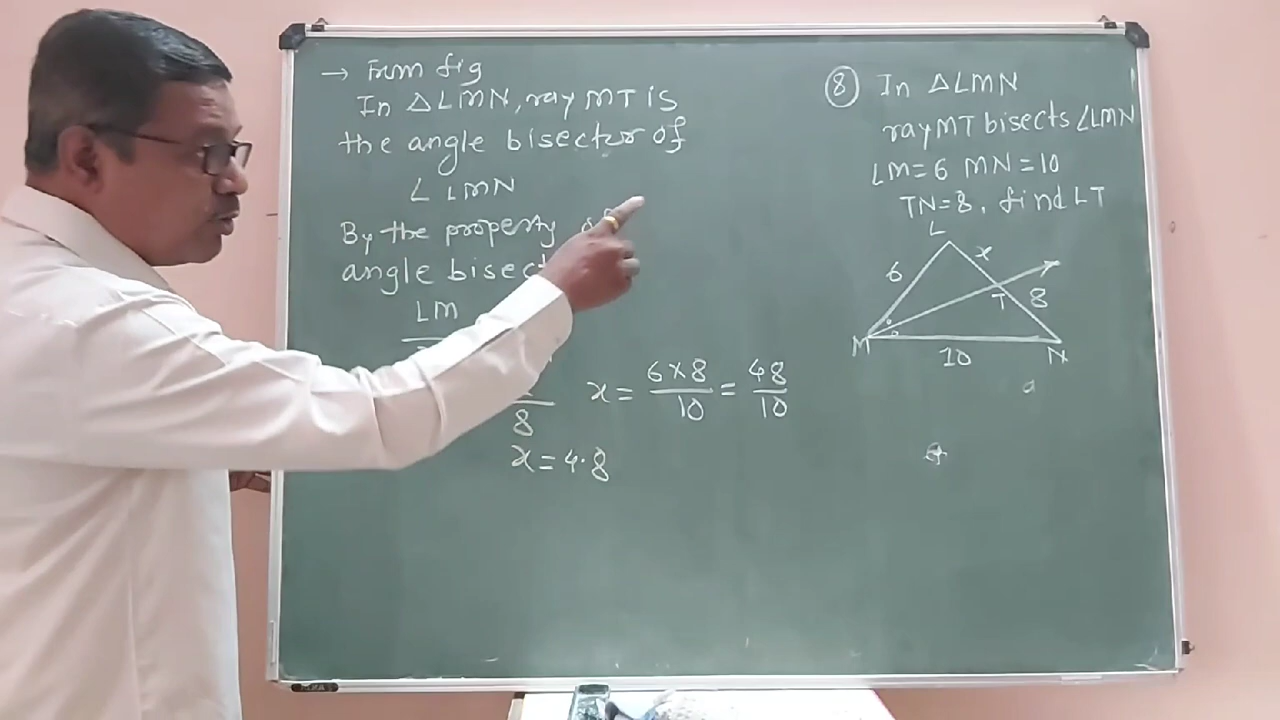 → From fig
In △LMN, ray MT is
the angle bisector of
∠ LMN
By the property
angle
LM
8
x = 6×8/10 = 48/10
x = 4.8
⑧ In △LMN
ray MT bisects ∠LMN
LM = 6 MN = 10
TN = 8, find LT
L
x
6
T
8
M
10
N